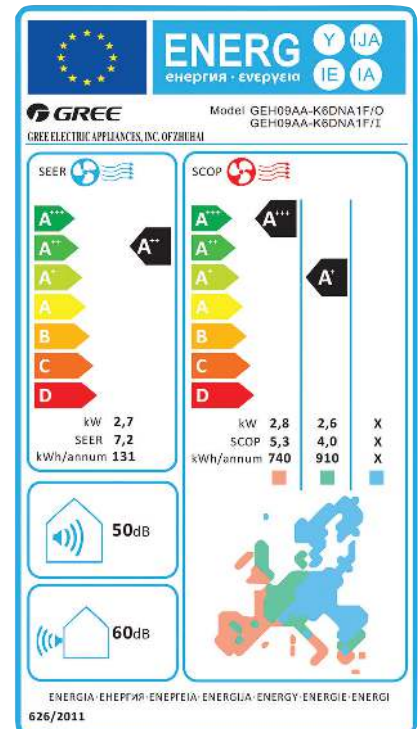 ENERG
енергия · ενεργεια
Y IJA
IE IA
GREE
GREE ELECTRIC APPLIANCES, INC. OF ZHUHAI
Model GEH09AA-K6DNA1F/O
GEH09AA-K6DNA1F/I
SEER
A+++
A++
A+
A
B
C
D
A++
kW 2,7
SEER 7,2
kWh/annum 131
SCOP
A+++
A++
A+
A
B
C
D
A+++
A+
kW 2,8 2,6 X
SCOP 5,3 4,0 X
kWh/annum 740 910 X
50dB
60dB
ENERGIA·ЕНЕРГИЯ·ΕΝΕΡΓΕΙΑ·ENERGIJA·ENERGY·ENERGIE·ENERGI
626/2011